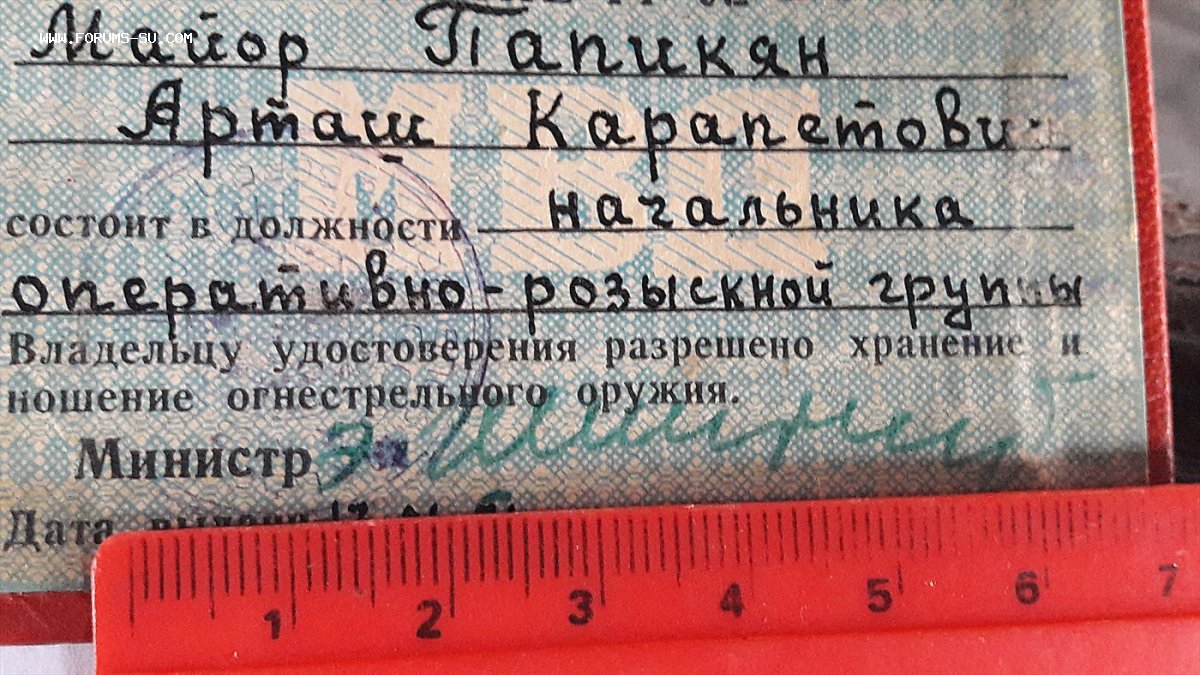 WWW.FORUMS-SU.COM
Майор Папикян
Арташ Карапетови
состоит в должности начальника
оперативно-розыскной группы
Владельцу удостоверения разрешено хранение и
ношение огнестрельного оружия.
Министр
Дата
1 2 3 4 5 6 7